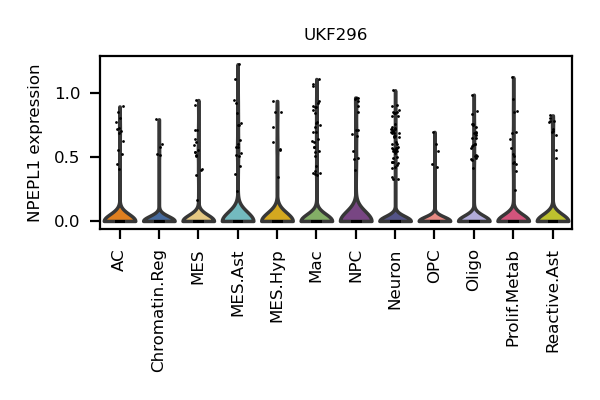 UKF296
NPEPL1 expression
1.0
0.5
0.0
AC
Chromatin.Reg
MES
MES.Ast
MES.Hyp
Mac
NPC
Neuron
OPC
Oligo
Prolif.Metab
Reactive.Ast